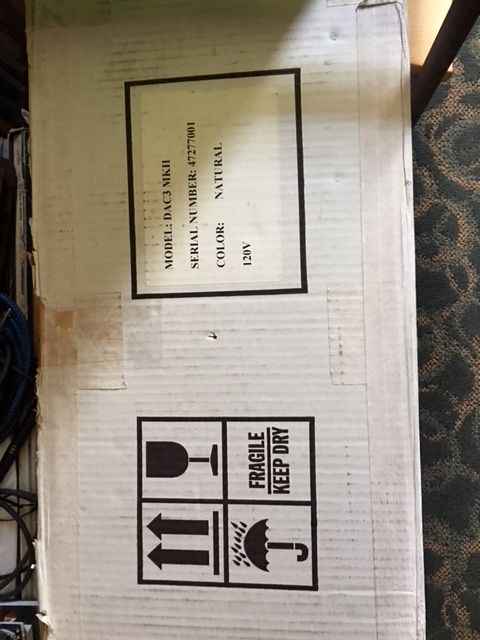 MODEL: DAC3 MKII
SERIAL NUMBER: 47277001
COLOR: NATURAL
120V
FRAGILE
KEEP DRY